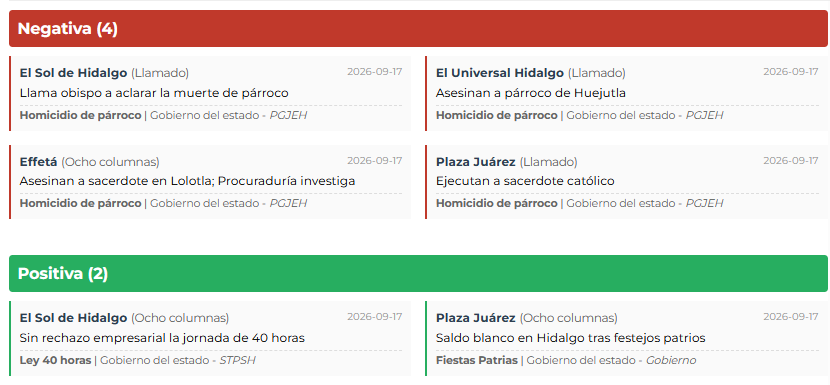 Negativa (4)
El Sol de Hidalgo (Llamado) 2026-09-17
Llama obispo a aclarar la muerte de párroco
Homicidio de párroco | Gobierno del estado - PGJEH
El Universal Hidalgo (Llamado) 2026-09-17
Asesinan a párroco de Huejutla
Homicidio de párroco | Gobierno del estado - PGJEH
Effetá (Ocho columnas) 2026-09-17
Asesinan a sacerdote en Lolotla; Procuraduría investiga
Homicidio de párroco | Gobierno del estado - PGJEH
Plaza Juárez (Llamado) 2026-09-17
Ejecutan a sacerdote católico
Homicidio de párroco | Gobierno del estado - PGJEH
Positiva (2)
El Sol de Hidalgo (Ocho columnas) 2026-09-17
Sin rechazo empresarial la jornada de 40 horas
Ley 40 horas | Gobierno del estado - STPSH
Plaza Juárez (Ocho columnas) 2026-09-17
Saldo blanco en Hidalgo tras festejos patrios
Fiestas Patrias | Gobierno del estado - Gobierno